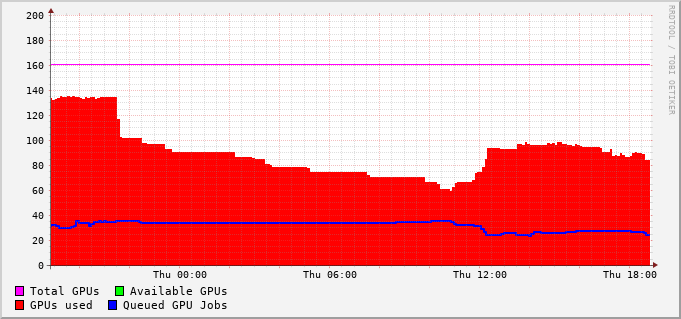 200
180
160
140
120
100
80
60
40
20
0
Thu 00:00 Thu 06:00 Thu 12:00 Thu 18:00
Total GPUs Available GPUs
GPUs used Queued GPU Jobs
RRDTOOL / TOBI OETIKER